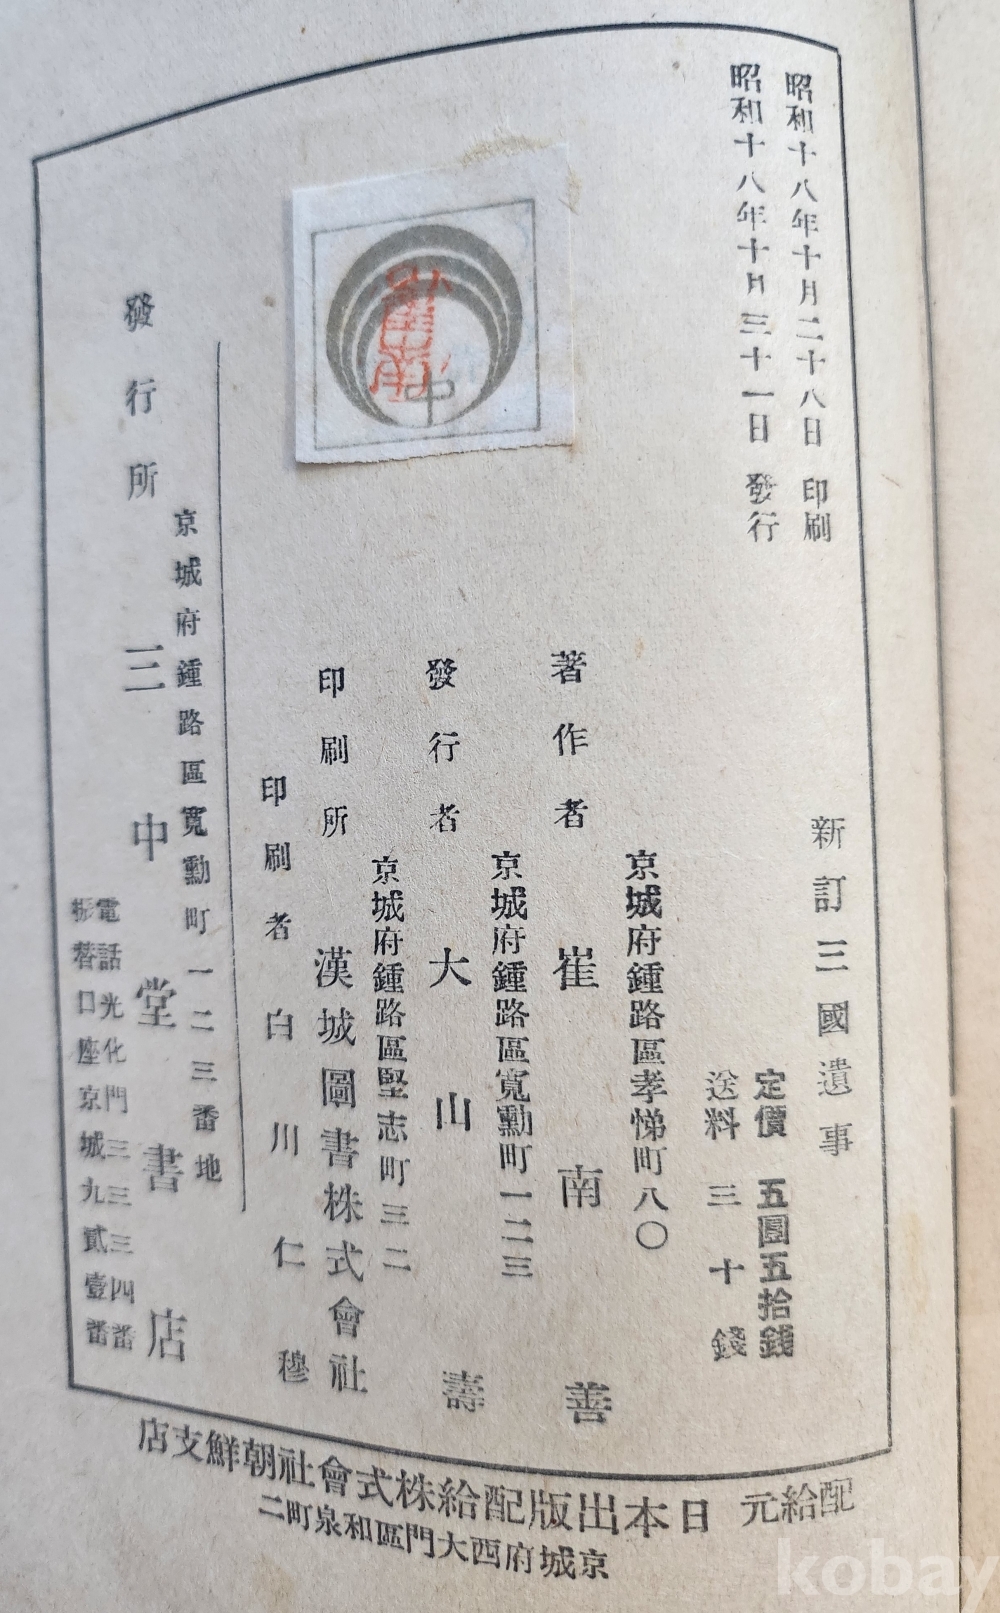 昭和十八年十月二十八日 印刷
昭和十八年十月三十一日 發行
新訂三國遺事
定價 五圓五拾錢
送料 三十錢
京城府鍾路區孝悌町八〇
著作者 崔南善
京城府鍾路區寬勳町一二三
發行者 大山壽
京城府鍾路區堅志町三二
印刷所 漢城圖書株式會社
印刷者 白川仁穆
京城府鍾路區寬勳町一二三番地
發行所 三中堂書店
電話光化門三三三四番
振替口座京城九貳壹番
中
配給元 日本出版配給株式會社朝鮮支店
京城府西大門區和泉町二
kobay